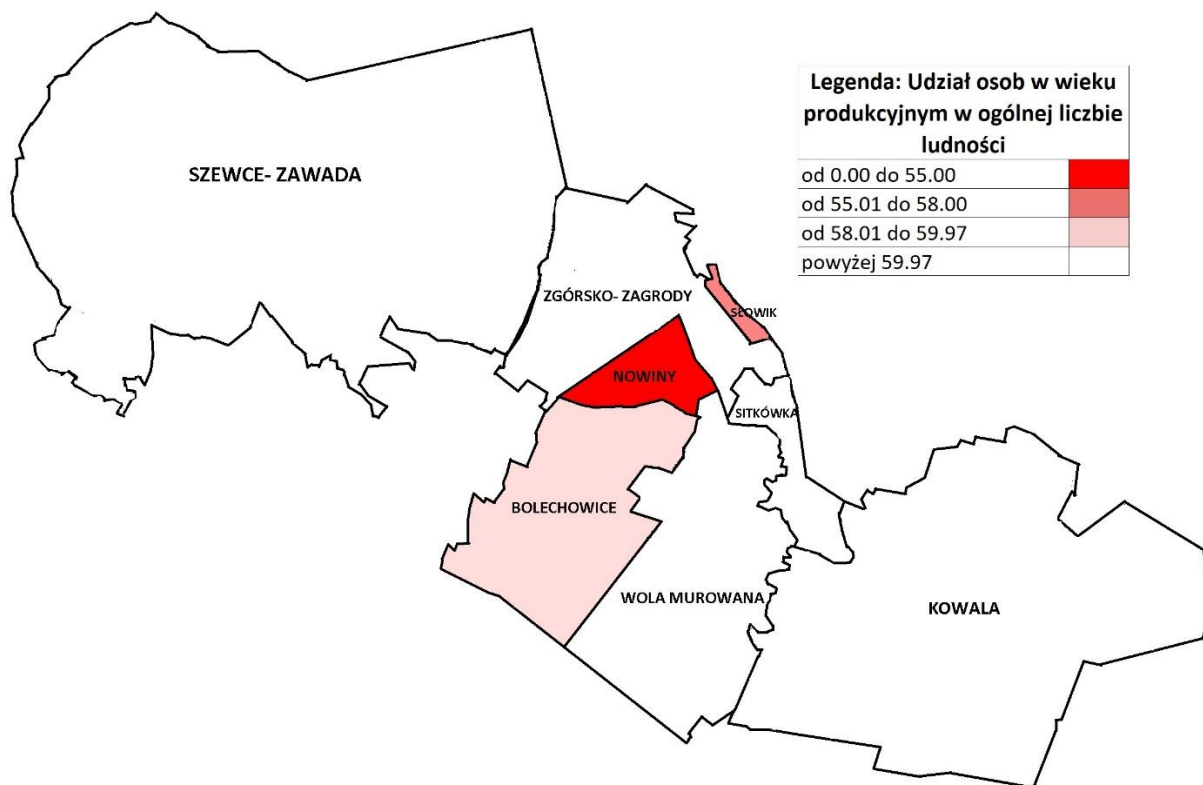 Legenda: Udział osob w wieku
produkcyjnym w ogólnej liczbie
ludności
od 0.00 do 55.00
od 55.01 do 58.00
od 58.01 do 59.97
powyżej 59.97
SZEWCE- ZAWADA
ZGÓRSKO- ZAGRODY
SŁOWIK
NOWINY
SITKÓWKA
BOLECHOWICE
WOLA MUROWANA
KOWALA